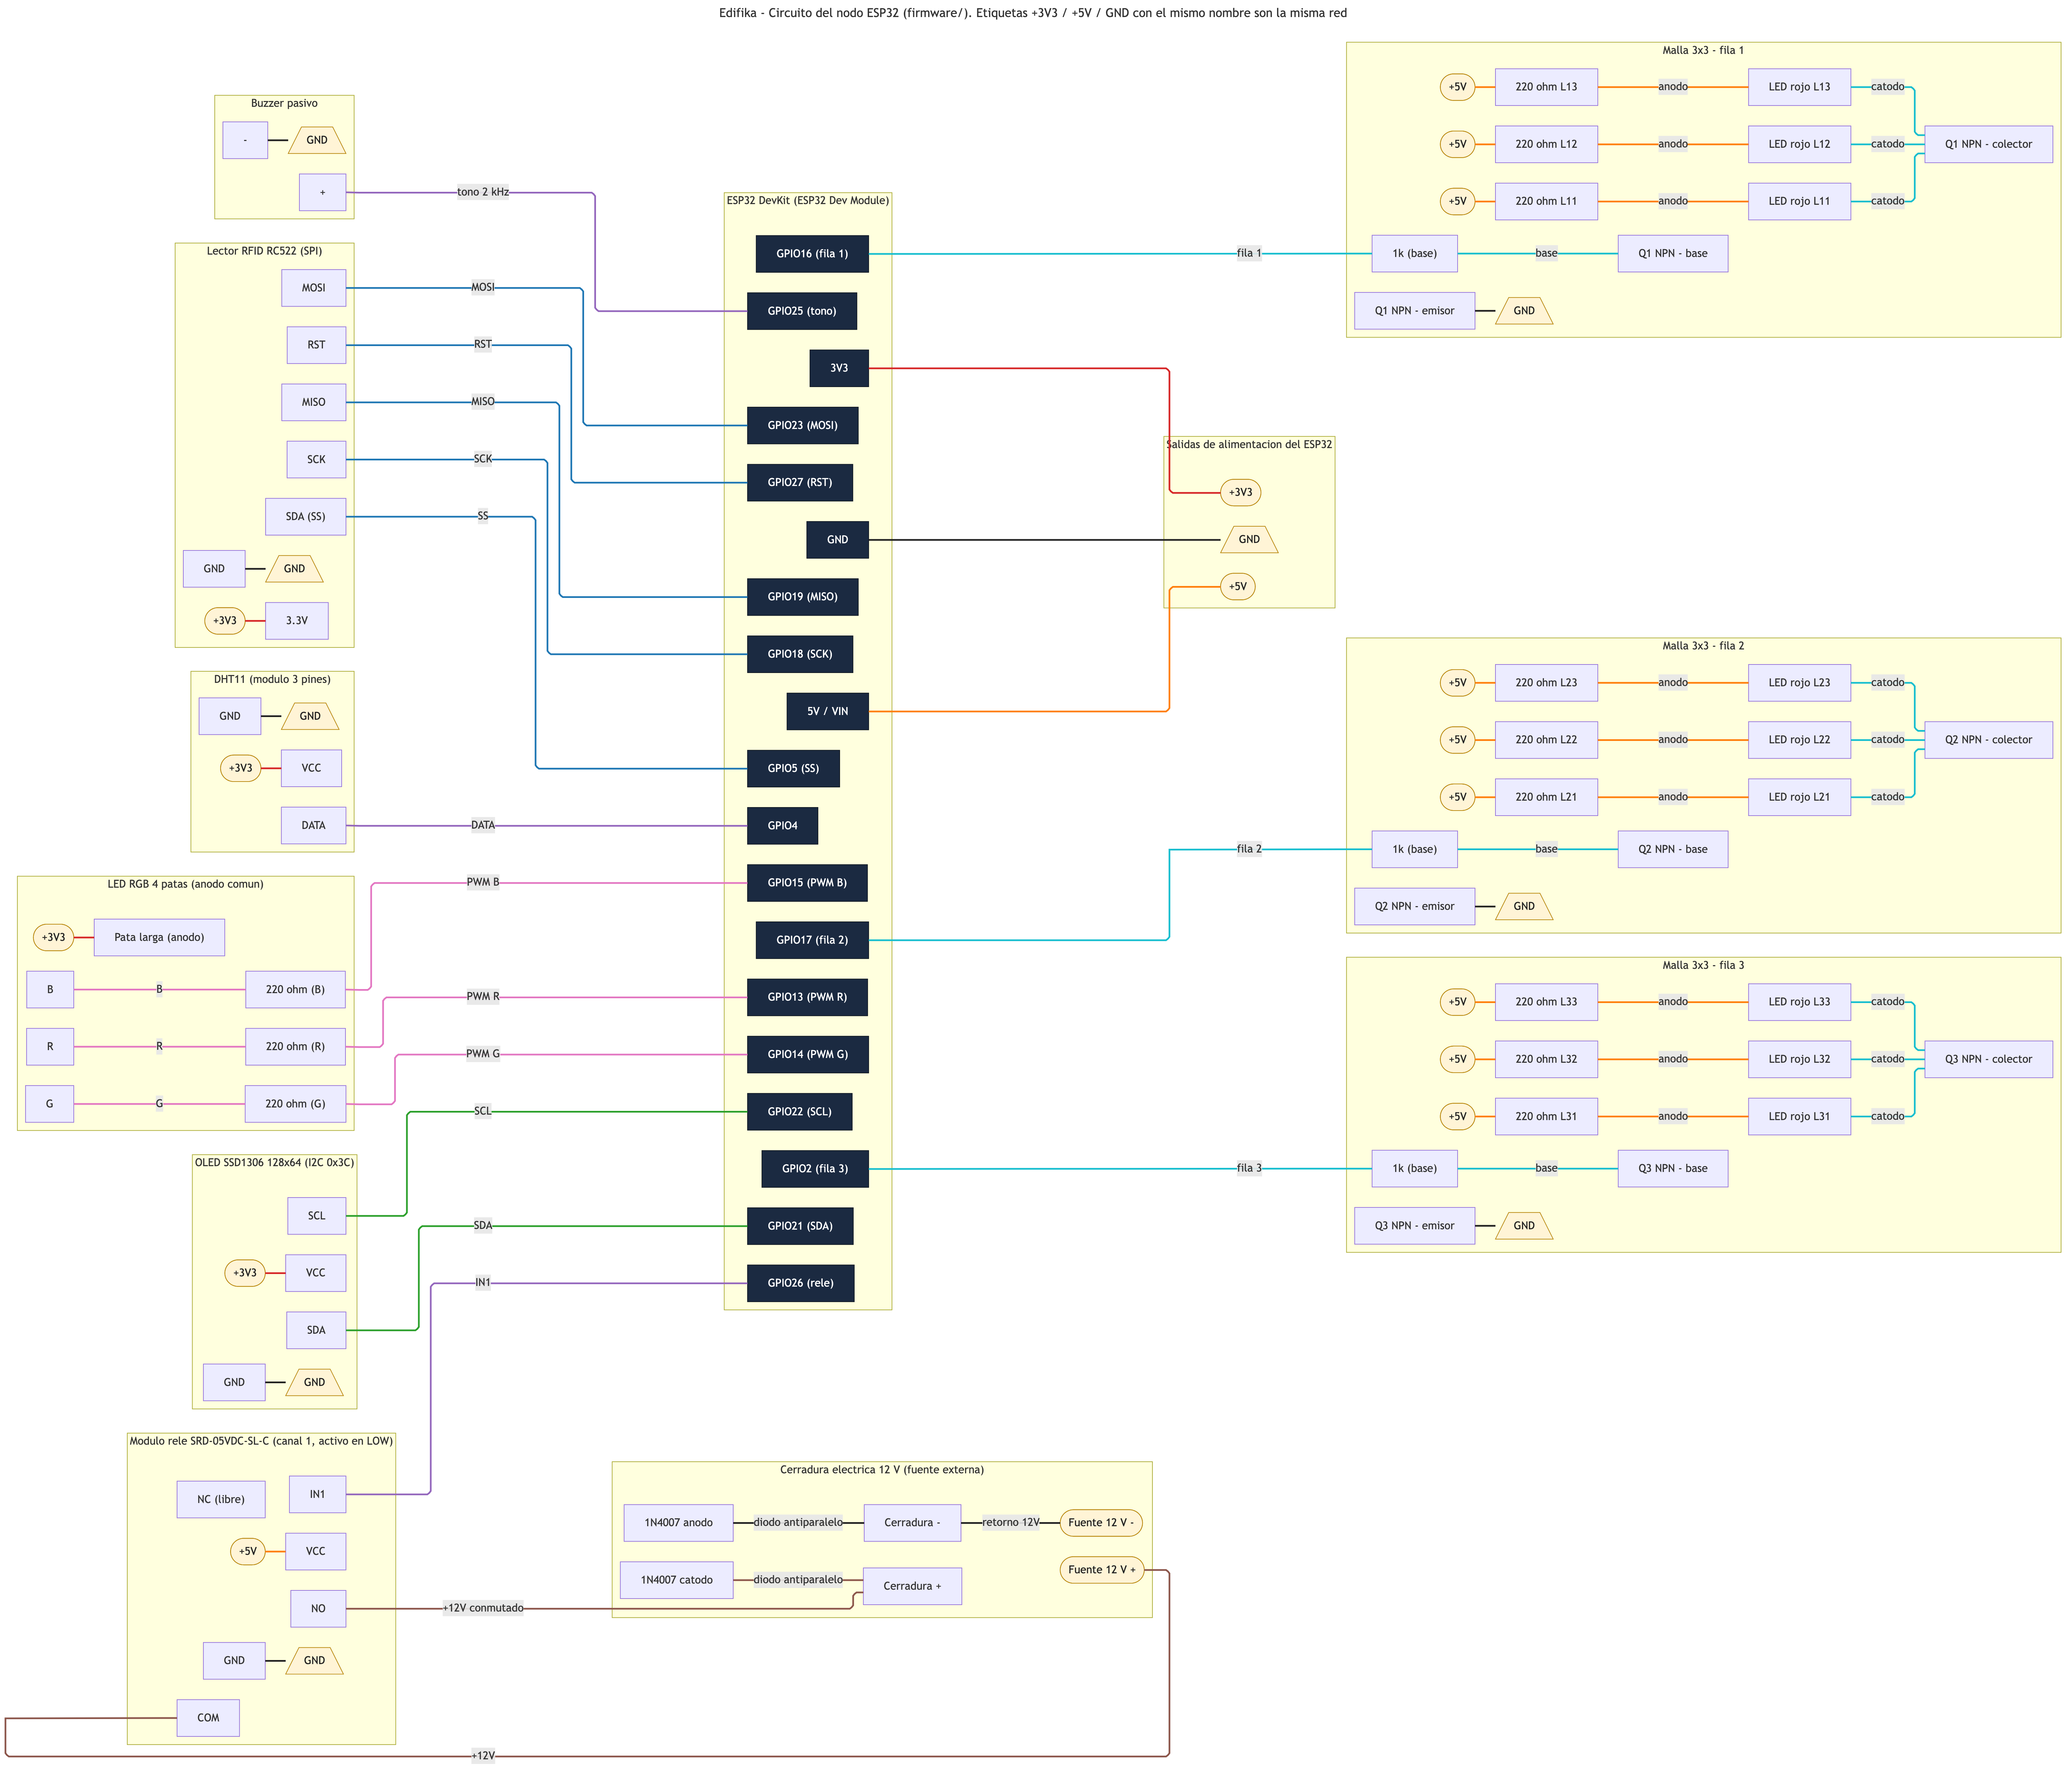 Edifika - Circuito del nodo ESP32 (firmware/). Etiquetas +3V3 / +5V / GND con el mismo nombre son la misma red
Buzzer pasivo
-
GND
+
tono 2 kHz
Lector RFID RC522 (SPI)
MOSI
MOSI
RST
RST
MISO
MISO
SCK
SCK
SDA (SS)
SS
GND
GND
+3V3
3.3V
DHT11 (modulo 3 pines)
GND
GND
+3V3
VCC
DATA
DATA
LED RGB 4 patas (anodo comun)
+3V3
Pata larga (anodo)
B
B
220 ohm (B)
PWM B
R
R
220 ohm (R)
PWM R
G
G
220 ohm (G)
PWM G
OLED SSD1306 128x64 (I2C 0x3C)
SCL
SCL
+3V3
VCC
SDA
SDA
GND
GND
Modulo rele SRD-05VDC-SL-C (canal 1, activo en LOW)
NC (libre)
IN1
IN1
+5V
VCC
NO
+12V conmutado
GND
GND
COM
+12V
ESP32 DevKit (ESP32 Dev Module)
GPIO16 (fila 1)
GPIO25 (tono)
3V3
GPIO23 (MOSI)
GPIO27 (RST)
GND
GPIO19 (MISO)
GPIO18 (SCK)
5V / VIN
GPIO5 (SS)
GPIO4
GPIO15 (PWM B)
GPIO17 (fila 2)
GPIO13 (PWM R)
GPIO14 (PWM G)
GPIO22 (SCL)
GPIO2 (fila 3)
GPIO21 (SDA)
GPIO26 (rele)
Cerradura electrica 12 V (fuente externa)
1N4007 anodo
diodo antiparalelo
Cerradura -
retorno 12V
Fuente 12 V -
1N4007 catodo
diodo antiparalelo
Cerradura +
Fuente 12 V +
Salidas de alimentacion del ESP32
+3V3
GND
+5V
Malla 3x3 - fila 1
+5V
220 ohm L13
anodo
LED rojo L13
catodo
+5V
220 ohm L12
anodo
LED rojo L12
catodo
Q1 NPN - colector
+5V
220 ohm L11
anodo
LED rojo L11
catodo
fila 1
1k (base)
base
Q1 NPN - base
Q1 NPN - emisor
GND
Malla 3x3 - fila 2
+5V
220 ohm L23
anodo
LED rojo L23
catodo
+5V
220 ohm L22
anodo
LED rojo L22
catodo
Q2 NPN - colector
+5V
220 ohm L21
anodo
LED rojo L21
catodo
fila 2
1k (base)
base
Q2 NPN - base
Q2 NPN - emisor
GND
Malla 3x3 - fila 3
+5V
220 ohm L33
anodo
LED rojo L33
catodo
+5V
220 ohm L32
anodo
LED rojo L32
catodo
Q3 NPN - colector
+5V
220 ohm L31
anodo
LED rojo L31
catodo
fila 3
1k (base)
base
Q3 NPN - base
Q3 NPN - emisor
GND